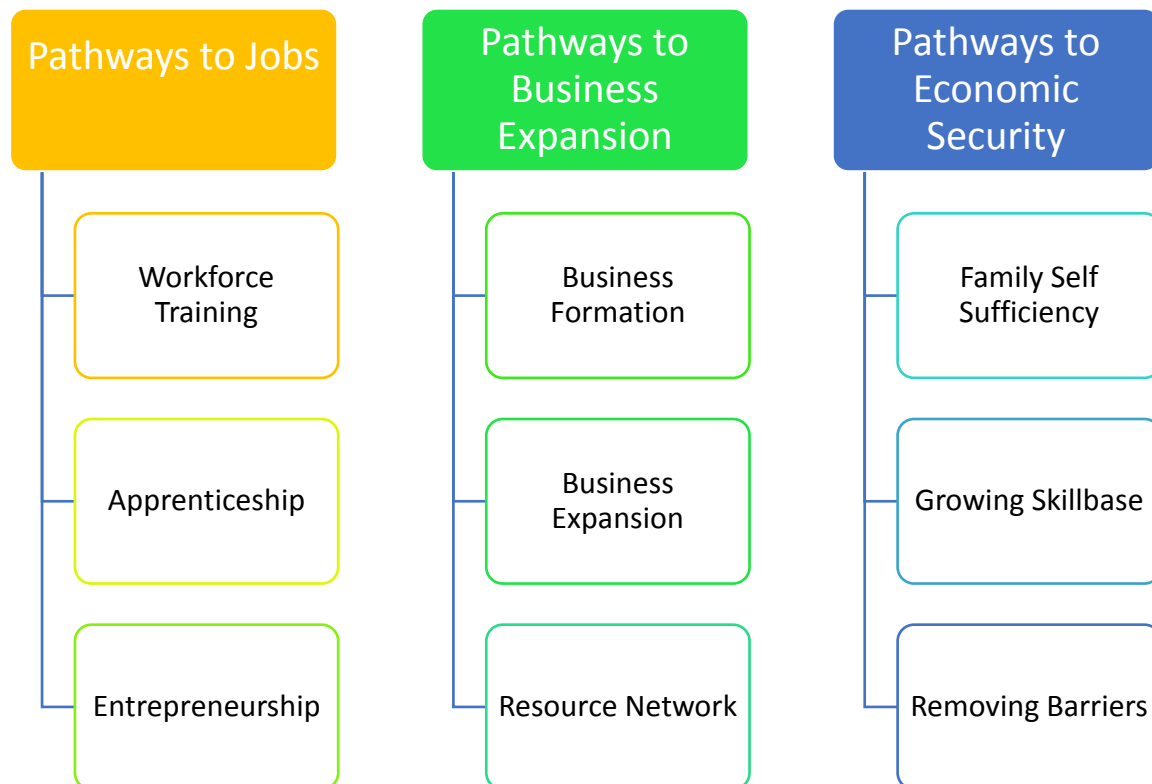 Pathways to Jobs
Workforce
Training
Apprenticeship
Entrepreneurship
Pathways to
Business
Expansion
Business
Formation
Business
Expansion
Resource Network
Pathways to
Economic
Security
Family Self
Sufficiency
Growing Skillbase
Removing Barriers